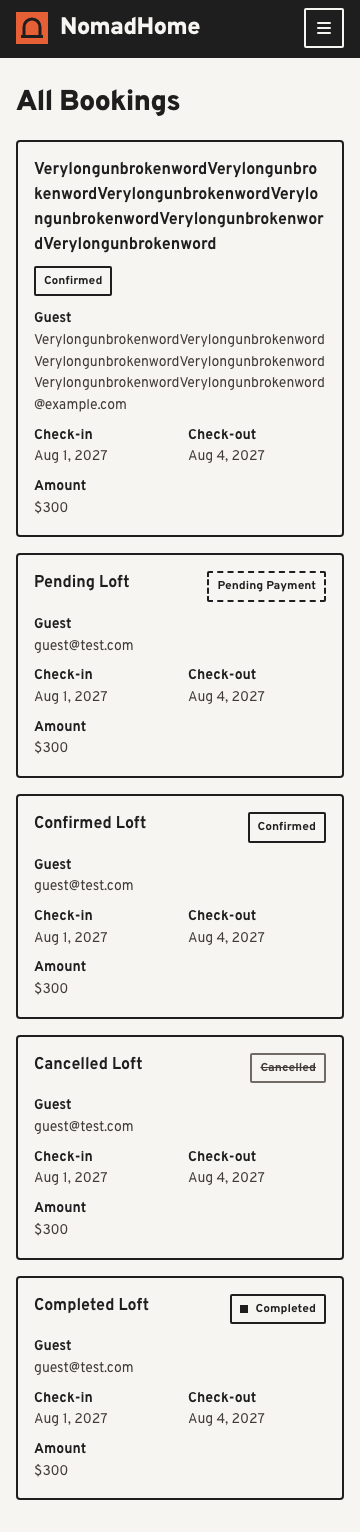 NomadHome
All Bookings
VerylongunbrokenwordVerylongunbro
kenwordVerylongunbrokenwordVerylo
ngunbrokenwordVerylongunbrokenwor
dVerylongunbrokenword
Confirmed
Guest
VerylongunbrokenwordVerylongunbrokenword
VerylongunbrokenwordVerylongunbrokenword
VerylongunbrokenwordVerylongunbrokenword
@example.com
Check-in Check-out
Aug 1, 2027 Aug 4, 2027
Amount
$300
Pending Loft Pending Payment
Guest
guest@test.com
Check-in Check-out
Aug 1, 2027 Aug 4, 2027
Amount
$300
Confirmed Loft Confirmed
Guest
guest@test.com
Check-in Check-out
Aug 1, 2027 Aug 4, 2027
Amount
$300
Cancelled Loft Cancelled
Guest
guest@test.com
Check-in Check-out
Aug 1, 2027 Aug 4, 2027
Amount
$300
Completed Loft Completed
Guest
guest@test.com
Check-in Check-out
Aug 1, 2027 Aug 4, 2027
Amount
$300